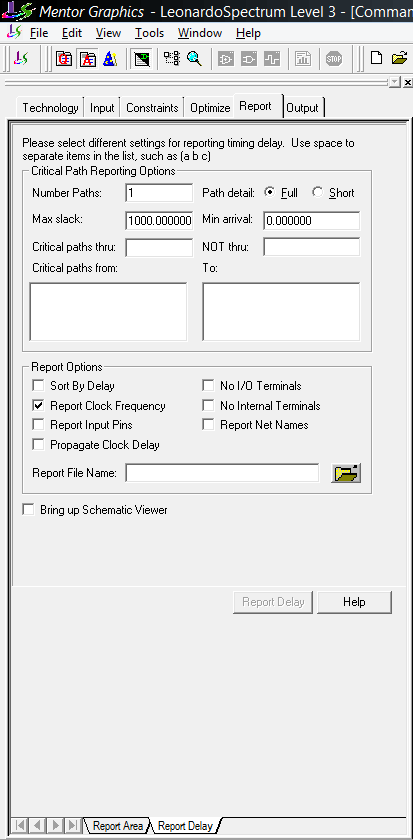 Mentor Graphics - LeonardoSpectrum Level 3 - [Comma
File Edit View Tools Window Help
A A STOP
Technology Input Constraints Optimize Report Output
Please select different settings for reporting timing delay. Use space to
separate items in the list, such as (a b c)
Critical Path Reporting Options
Number Paths: 1 Path detail: Full Short
Max slack: 1000.000000 Min arrival: 0.000000
Critical paths thru: NOT thru:
Critical paths from: To:
Report Options
Sort By Delay No I/O Terminals
Report Clock Frequency No Internal Terminals
Report Input Pins Report Net Names
Propagate Clock Delay
Report File Name:
Bring up Schematic Viewer
Report Delay Help
Report Area Report Delay